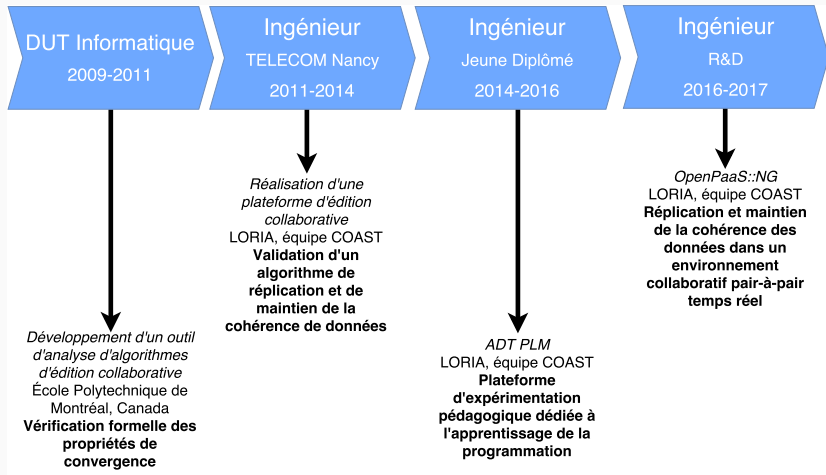 DUT Informatique
2009-2011
Ingénieur
TELECOM Nancy
2011-2014
Ingénieur
Jeune Diplômé
2014-2016
Ingénieur
R&D
2016-2017
Développement d'un outil
d'analyse d'algorithmes
d'édition collaborative
École Polytechnique de
Montréal, Canada
Vérification formelle des
propriétés de
convergence
Réalisation d'une
plateforme d'édition
collaborative
LORIA, équipe COAST
Validation d'un
algorithme de
réplication et de
maintien de la
cohérence de données
ADT PLM
LORIA, équipe COAST
Plateforme
d'expérimentation
pédagogique dédiée à
l'apprentissage de la
programmation
OpenPaaS::NG
LORIA, équipe COAST
Réplication et maintien
de la cohérence des
données dans un
environnement
collaboratif pair-à-pair
temps réel